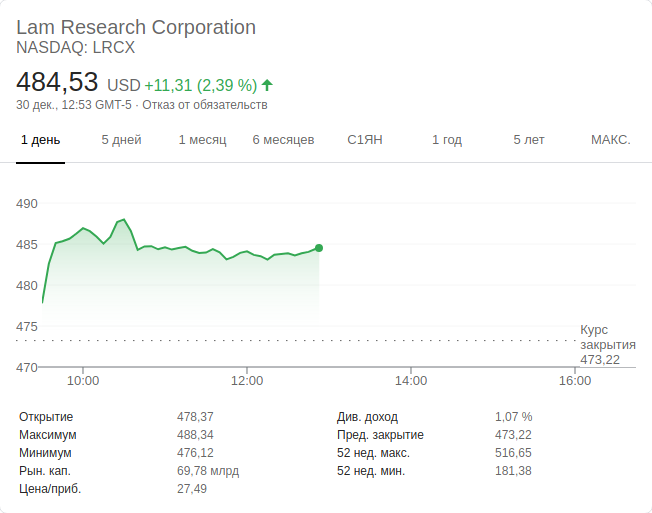 Lam Research Corporation
NASDAQ: LRCX
484,53 USD +11,31 (2,39 %)
30 дек., 12:53 GMT-5 · Отказ от обязательств
1 день 5 дней 1 месяц 6 месяцев С1ЯН 1 год 5 лет МАКС.
490
485
480
475
Курс
закрытия
473,22
470
10:00 12:00 14:00 16:00
Открытие 478,37 Див. доход 1,07 %
Максимум 488,34 Пред. закрытие 473,22
Минимум 476,12 52 нед. макс. 516,65
Рын. кап. 69,78 млрд 52 нед. мин. 181,38
Цена/приб. 27,49